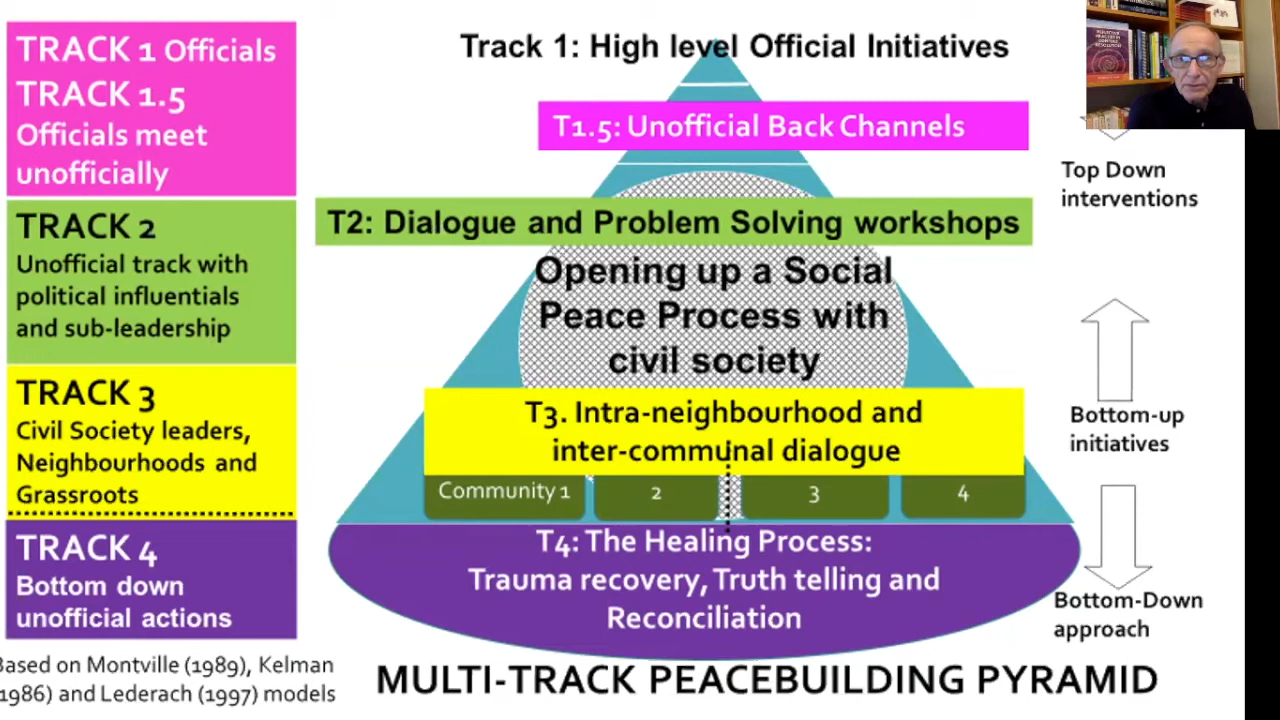 TRACK 1 Officials
TRACK 1.5
Officials meet
unofficially
TRACK 2
Unofficial track with
political influentials
and sub-leadership
TRACK 3
Civil Society leaders,
Neighbourhoods and
Grassroots
TRACK 4
Bottom down
unofficial actions
Based on Montville (1989), Kelman
(1986) and Lederach (1997) models
Track 1: High level Official Initiatives
T1.5: Unofficial Back Channels
T2: Dialogue and Problem Solving workshops
Opening up a Social
Peace Process with
civil society
T3. Intra-neighbourhood and
inter-communal dialogue
Community 1 2 3 4
T4: The Healing Process:
Trauma recovery, Truth telling and
Reconciliation
MULTI-TRACK PEACEBUILDING PYRAMID
Top Down
interventions
Bottom-up
initiatives
Bottom-Down
approach